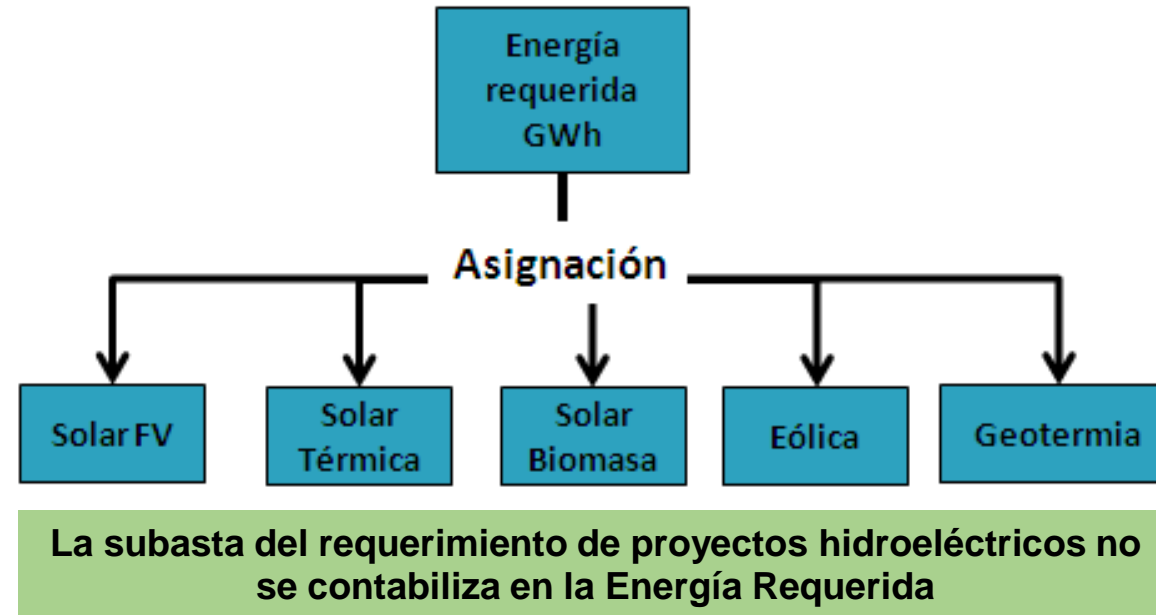 Energía
requerida
GWh
Asignación
Solar FV
Solar
Térmica
Solar
Biomasa
Eólica
Geotermia
La subasta del requerimiento de proyectos hidroeléctricos no
se contabiliza en la Energía Requerida